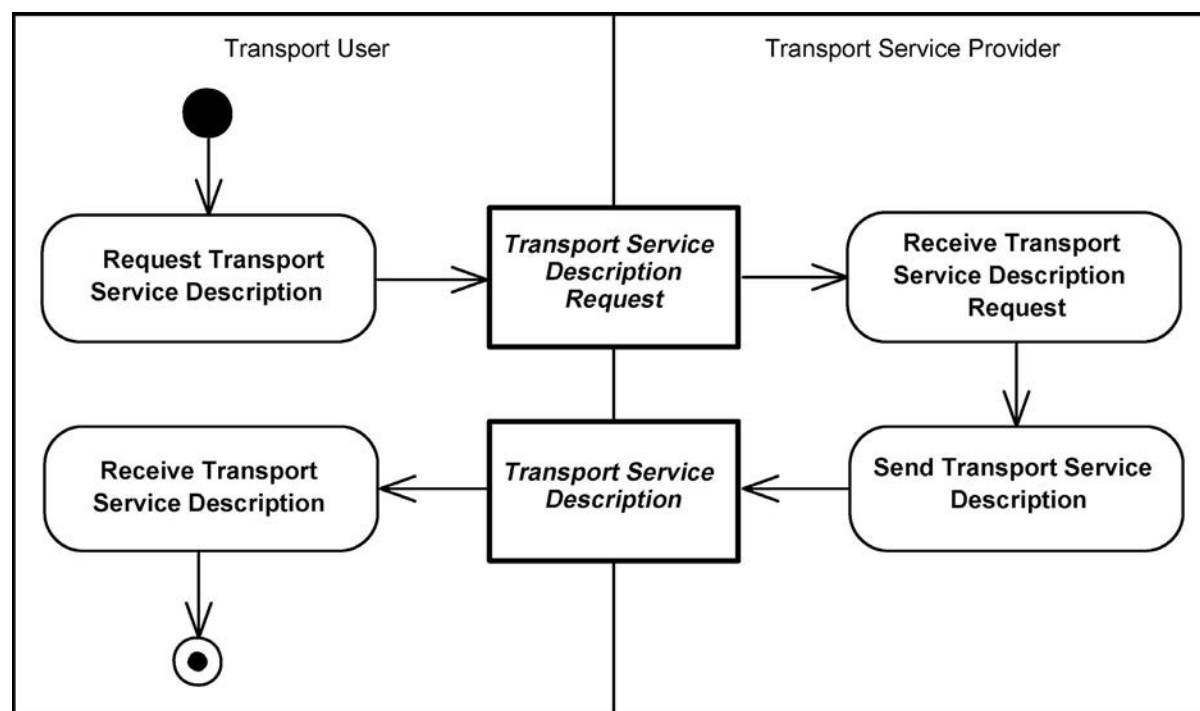 Transport User
Transport Service Provider
Request Transport
Service Description
Transport Service
Description
Request
Receive Transport
Service Description
Request
Receive Transport
Service Description
Transport Service
Description
Send Transport Service
Description